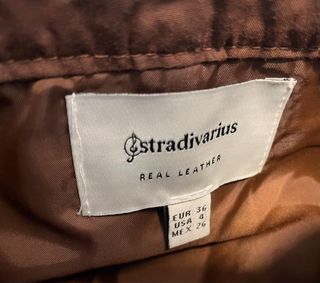 stradivarius
REAL LEATHER
EUR 36
USA 4
MEX 26